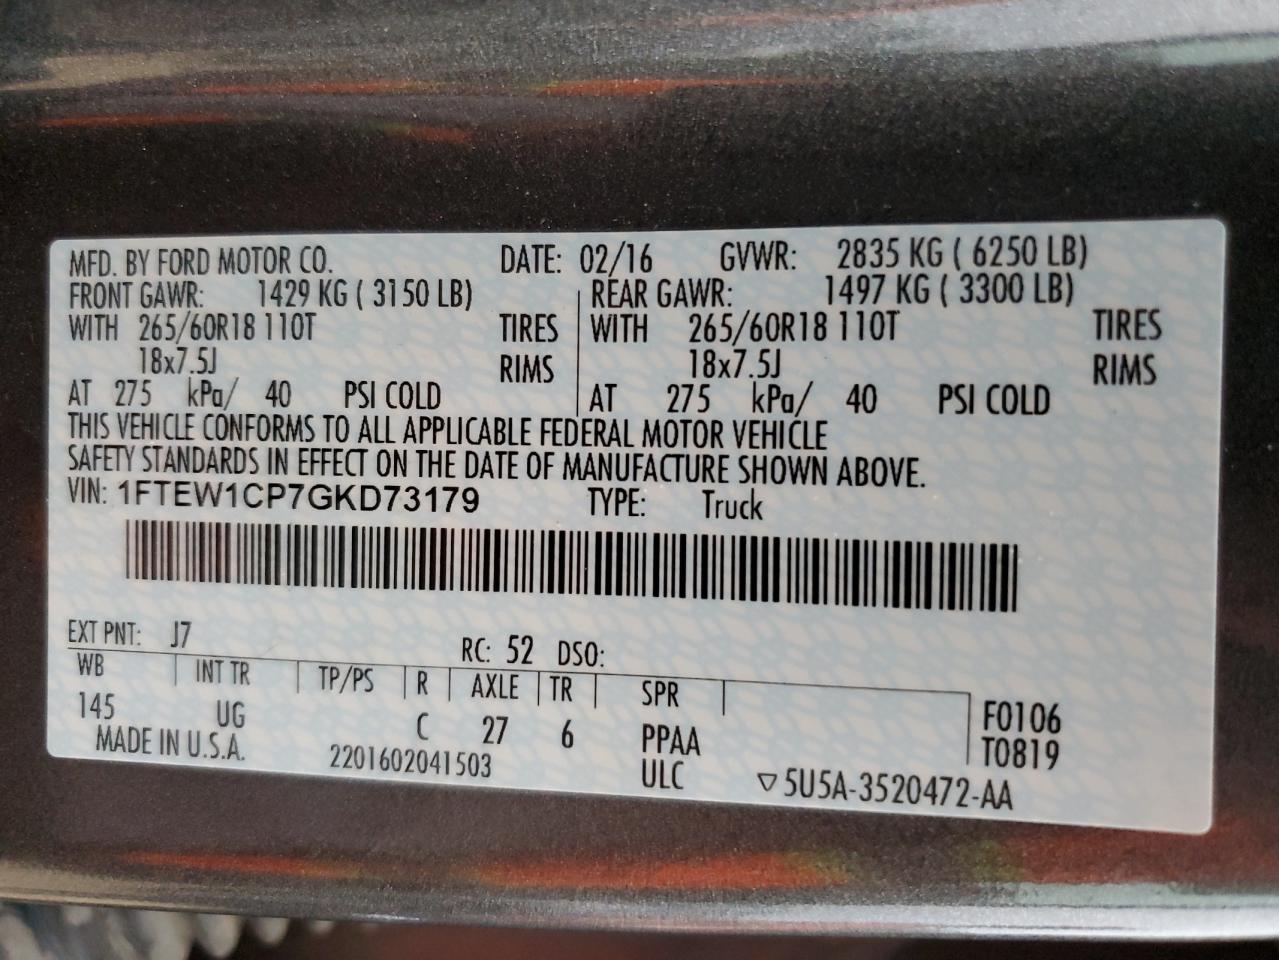 MFD. BY FORD MOTOR CO. DATE: 02/16 GVWR: 2835 KG ( 6250 LB)
FRONT GAWR: 1429 KG ( 3150 LB) REAR GAWR: 1497 KG ( 3300 LB)
WITH 265/60R18 110T TIRES WITH 265/60R18 110T TIRES
18x7.5J RIMS 18x7.5J RIMS
AT 275 kPa/ 40 PSI COLD AT 275 kPa/ 40 PSI COLD
THIS VEHICLE CONFORMS TO ALL APPLICABLE FEDERAL MOTOR VEHICLE
SAFETY STANDARDS IN EFFECT ON THE DATE OF MANUFACTURE SHOWN ABOVE.
VIN: 1FTEW1CP7GKD73179 TYPE: Truck
EXT PNT: J7 RC: 52 DSO:
WB INT TR TP/PS R AXLE TR SPR
145 UG C 27 6 PPAA F0106
MADE IN U.S.A. 2201602041503 ULC T0819
▽5U5A-3520472-AA